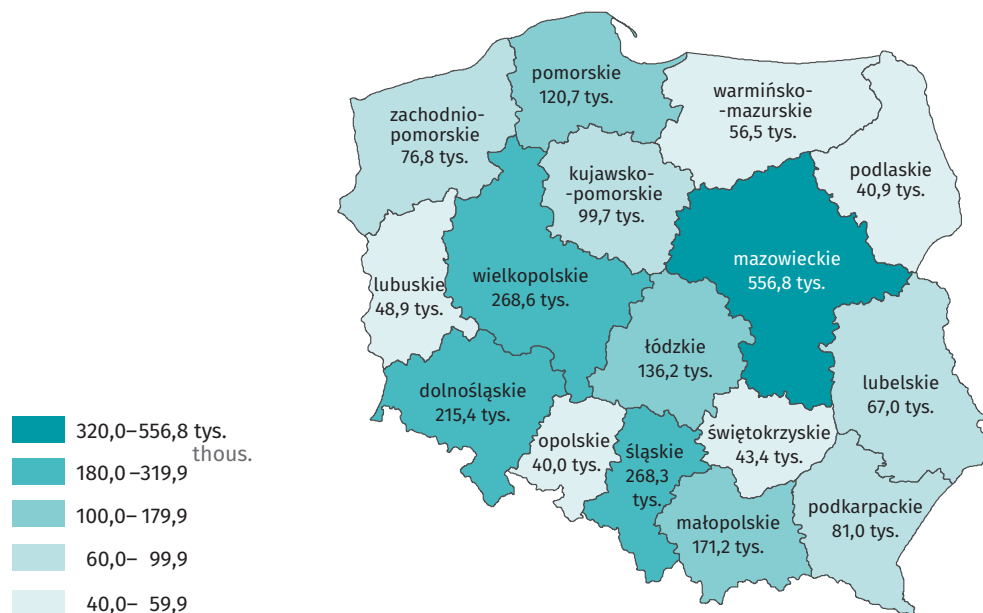 pomorskie
120,7 tys.
warmińsko-
-mazurskie
56,5 tys.
zachodnio-
pomorskie
76,8 tys.
podlaskie
40,9 tys.
kujawsko-
-pomorskie
99,7 tys.
mazowieckie
556,8 tys.
wielkopolskie
268,6 tys.
lubuskie
48,9 tys.
łódzkie
136,2 tys.
lubelskie
67,0 tys.
dolnośląskie
215,4 tys.
opolskie
40,0 tys.
śląskie
268,3
tys.
świętokrzyskie
43,4 tys.
podkarpackie
81,0 tys.
małopolskie
171,2 tys.
320,0–556,8 tys.
thous.
180,0–319,9
100,0–179,9
60,0– 99,9
40,0– 59,9